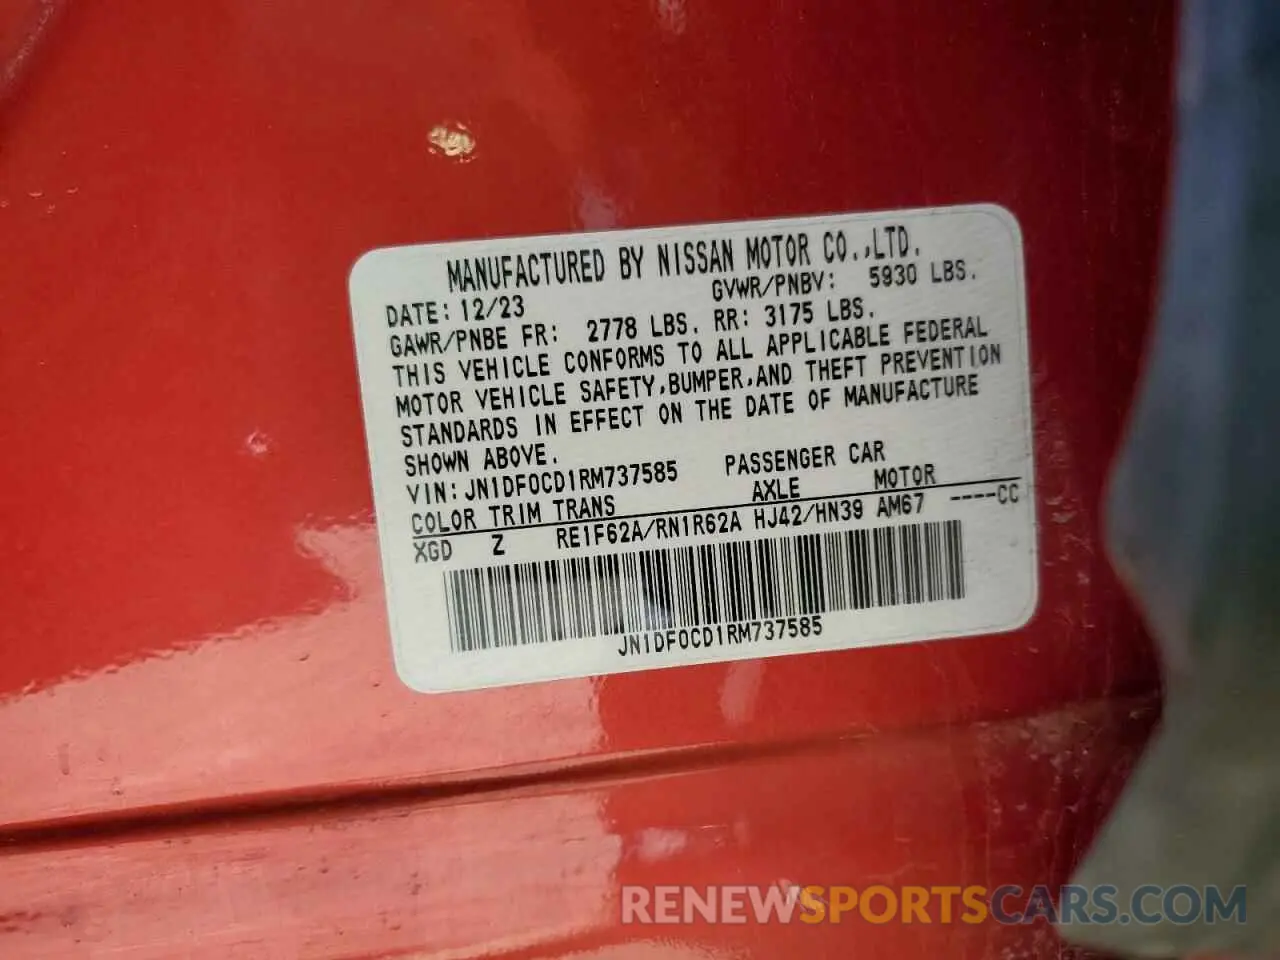 MANUFACTURED BY NISSAN MOTOR CO.,LTD.
DATE: 12/23 GVWR/PNBV: 5930 LBS.
GAWR/PNBE FR: 2778 LBS. RR: 3175 LBS.
THIS VEHICLE CONFORMS TO ALL APPLICABLE FEDERAL
MOTOR VEHICLE SAFETY,BUMPER,AND THEFT PREVENTION
STANDARDS IN EFFECT ON THE DATE OF MANUFACTURE
SHOWN ABOVE.
VIN:JN1DF0CD1RM737585 PASSENGER CAR
COLOR TRIM TRANS AXLE MOTOR
XGD Z RE1F62A/RN1R62A HJ42/HN39 AM67 ----CC
JN1DF0CD1RM737585
RENEWSPORTSCARS.COM